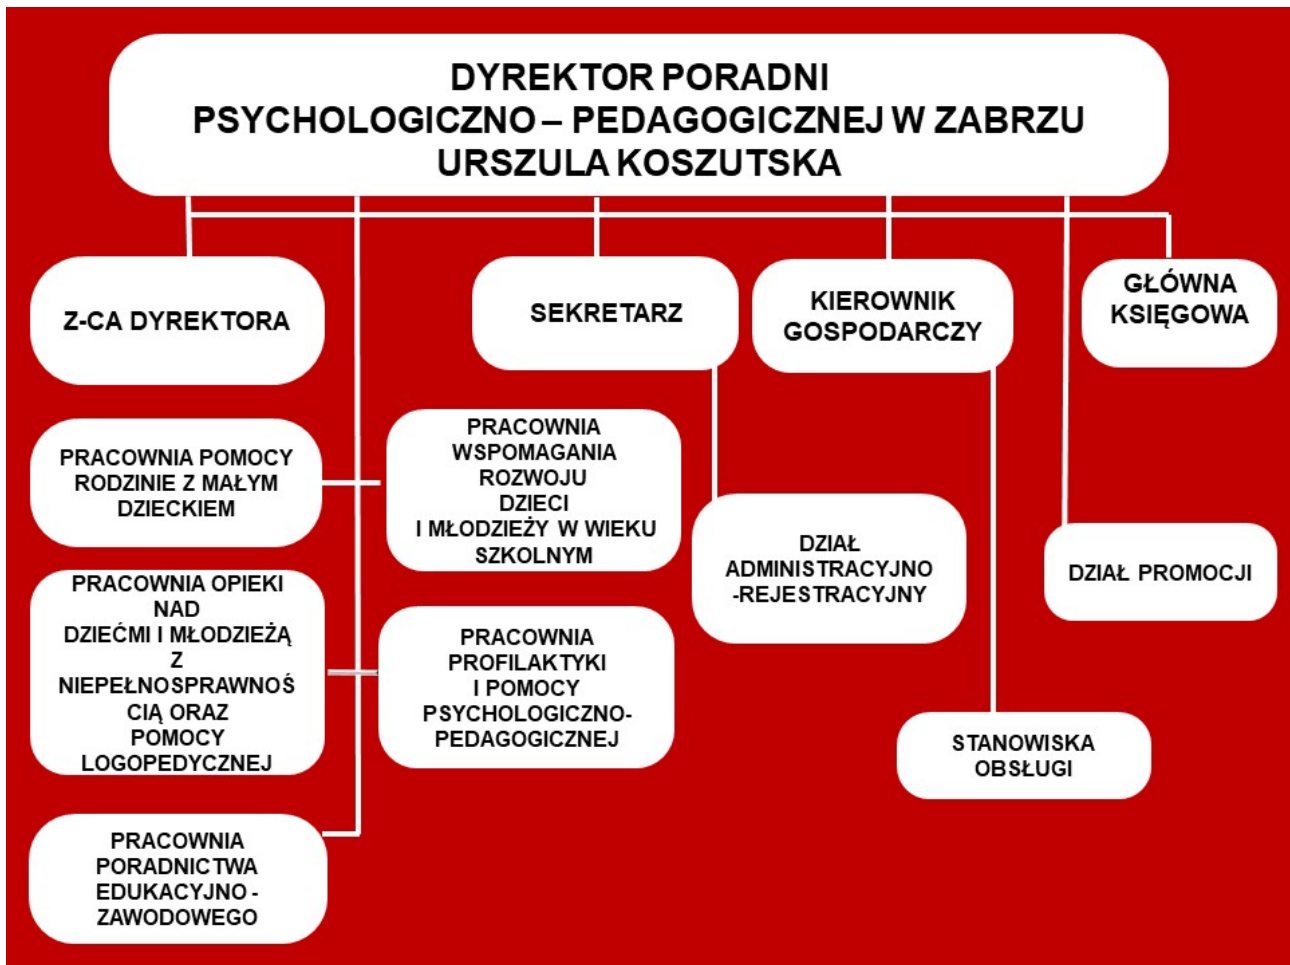 DYREKTOR PORADNI
PSYCHOLOGICZNO – PEDAGOGICZNEJ W ZABRZU
URSZULA KOSZUTSKA
Z-CA DYREKTORA
SEKRETARZ
KIEROWNIK
GOSPODARCZY
GŁÓWNA
KSIĘGOWA
PRACOWNIA POMOCY
RODZINIE Z MAŁYM
DZIECKIEM
PRACOWNIA
WSPOMAGANIA
ROZWOJU
DZIECI
I MŁODZIEŻY W WIEKU
SZKOLNYM
DZIAŁ
ADMINISTRACYJNO
-REJESTRACYJNY
DZIAŁ PROMOCJI
PRACOWNIA OPIEKI
NAD
DZIEĆMI I MŁODZIEŻĄ
Z
NIEPEŁNOSPRAWNOŚ
CIĄ ORAZ
POMOCY
LOGOPEDYCZNEJ
PRACOWNIA
PROFILAKTYKI
I POMOCY
PSYCHOLOGICZNO-
PEDAGOGICZNEJ
STANOWISKA
OBSŁUGI
PRACOWNIA
PORADNICTWA
EDUKACYJNO -
ZAWODOWEGO